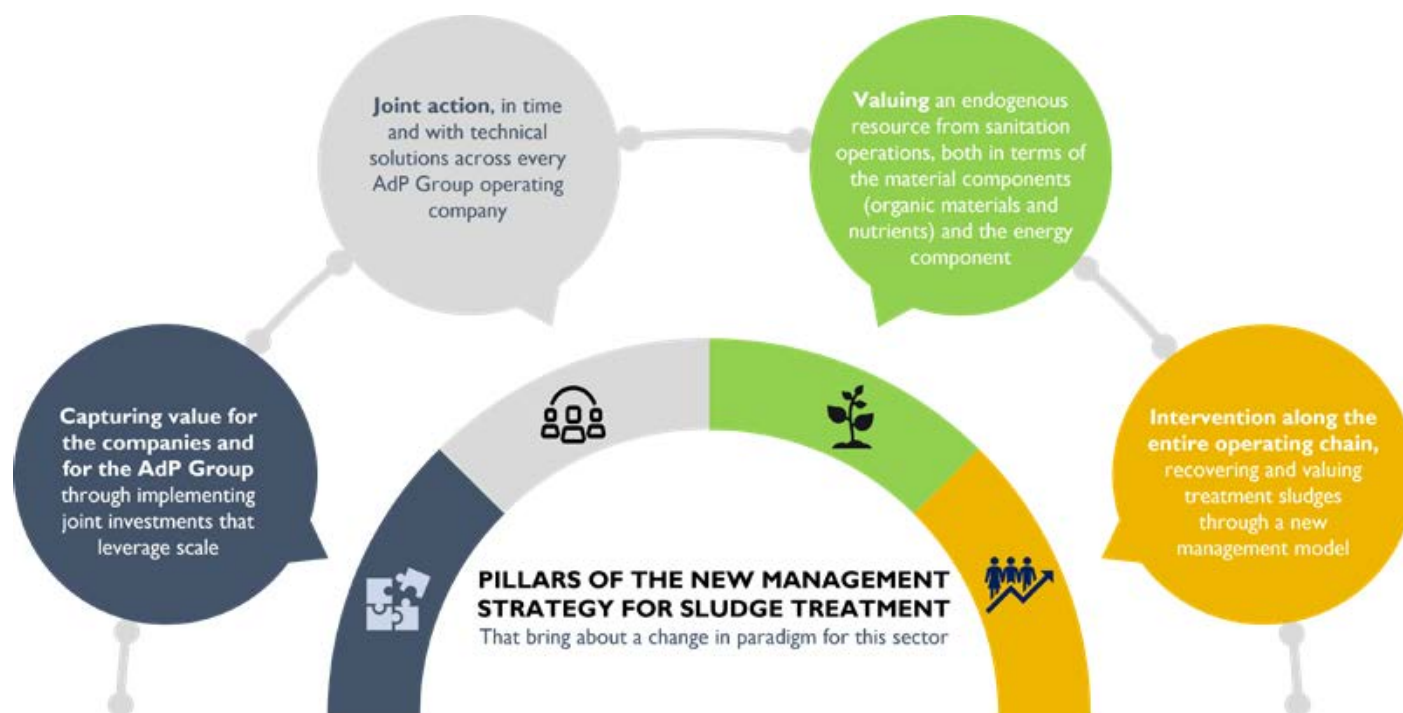 Joint action, in time
and with technical
solutions across every
AdP Group operating
company
Valuing an endogenous
resource from sanitation
operations, both in terms of
the material components
(organic materials and
nutrients) and the energy
component
Capturing value for
the companies and
for the AdP Group
through implementing
joint investments that
leverage scale
Intervention along the
entire operating chain,
recovering and valuing
treatment sludges
through a new
management model
PILLARS OF THE NEW MANAGEMENT
STRATEGY FOR SLUDGE TREATMENT
That bring about a change in paradigm for this sector